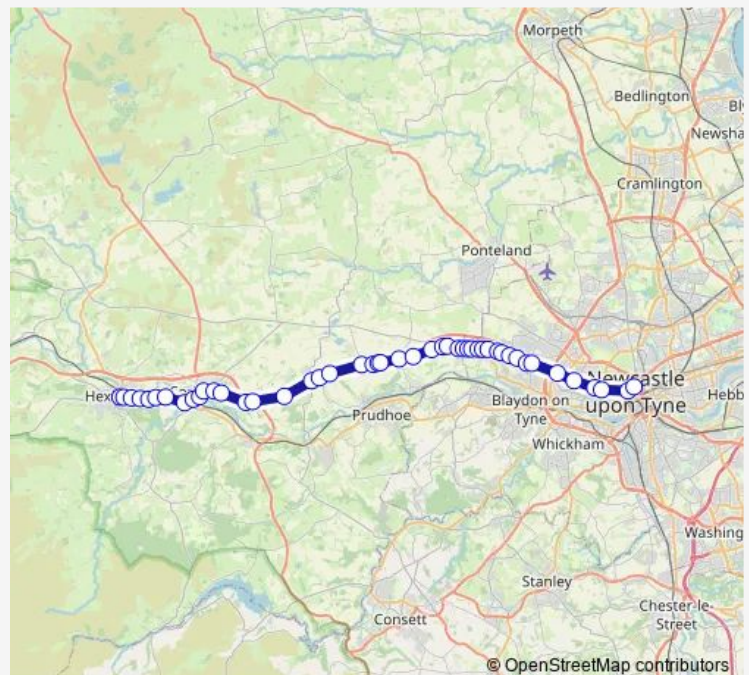 Morpeth
Bedlington
Bl
Newsha
Cramlington
Ponteland
Newcastle
upon Tyne
Hex
Hebb
Blaydon on
Tyne
Prudhoe
Whickham
Washing
Stanley
Chester-le-
Street
Consett
© OpenStreetMap contributors